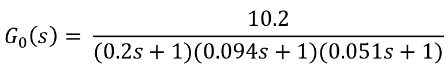 G₀(s) = 10.2 / (0.2s + 1)(0.094s + 1)(0.051s + 1)